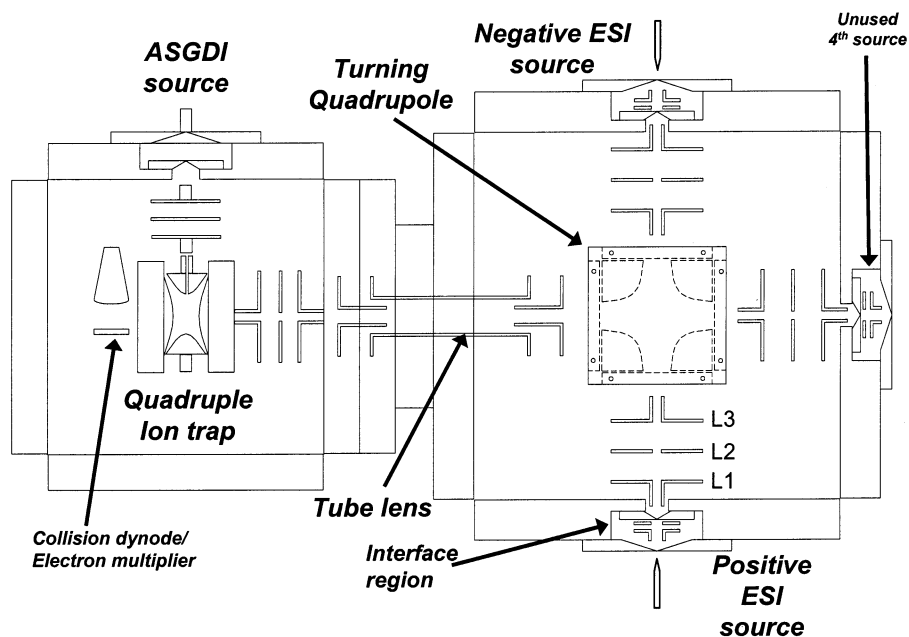 ASGDI
source
Negative ESI
source
Unused
4th source
Turning
Quadrupole
Quadruple
Ion trap
L3
L2
L1
Tube lens
Collision dynode/
Electron multiplier
Interface
region
Positive
ESI
source